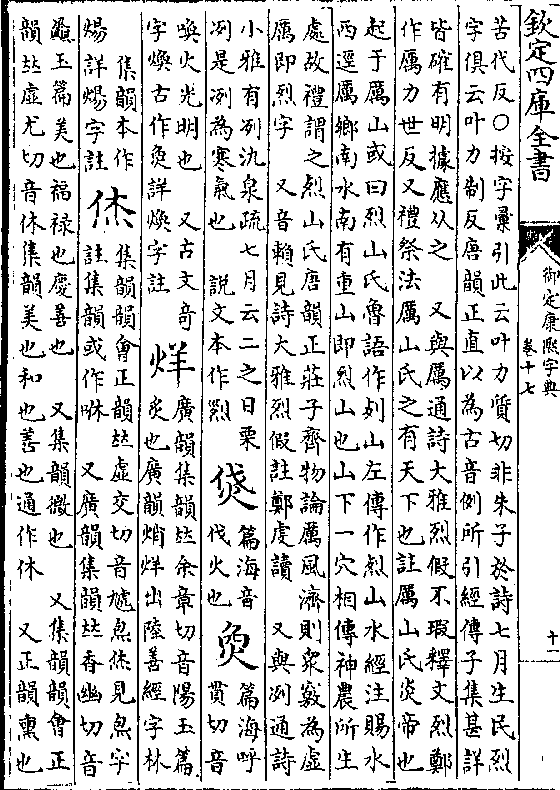 欽定四庫全書
御定康熙字典
卷十七
十一
苦代反○按字彙引此云叶力質切非朱子於詩七月生民烈
字俱云叶力制反唐韻正直以為古音例所引經傳子集甚詳
皆確有明據應从之　又與厲通詩大雅烈假不瑕釋文烈鄭
作厲力世反又禮祭法厲山氏之有天下也註厲山氏炎帝也
起于厲山或曰烈山氏魯語作列山左傳作烈山水經注賜水
西逕厲鄉南水南有重山即烈山也山下一穴相傳神農所生
處故禮謂之烈山氏唐韻正莊子齊物論厲風濟則眾竅為虛
厲即烈字　又音賴見詩大雅烈假註鄭虔讀　又與冽通詩
小雅有冽氿泉疏七月云二之日栗
冽是冽為寒氣也　說文本作𤔁
㷇
篇海音
伐火也
㷂
篇海呼
貫切音
喚火光明也　又古文奇
字煥古作㷂詳煥字註
烊
廣韻集韻𠀤余章切音陽玉篇
炙也廣韻焇烊出陸善經字林
集韻本作
煬詳煬字註
烋
集韻韻會正韻𠀤虛交切音虓炰烋見炰字
註集韻或作咻　又廣韻集韻𠀤香幽切音
飍玉篇美也福祿也慶善也　又集韻微也　又集韻韻會正
韻𠀤虛尤切音休集韻美也和也善也通作休　又正韻熏也